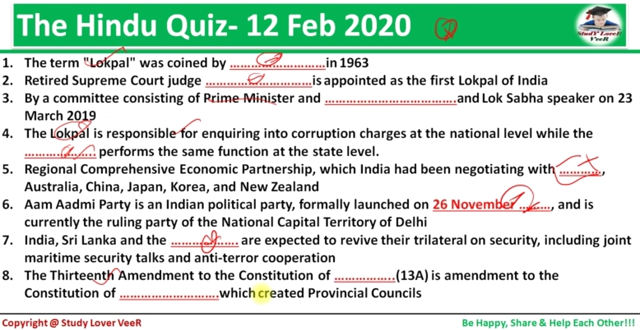 The Hindu Quiz- 12 Feb 2020
StudY LoveR
VeeR
1. The term "Lokpal" was coined by ............................in 1963
2. Retired Supreme Court judge ...............................is appointed as the first Lokpal of India
3. By a committee consisting of Prime Minister and ......................................and Lok Sabha speaker on 23
March 2019
4. The Lokpal is responsible for enquiring into corruption charges at the national level while the
..................... performs the same function at the state level.
5. Regional Comprehensive Economic Partnership, which India had been negotiating with ............,
Australia, China, Japan, Korea, and New Zealand
6. Aam Aadmi Party is an Indian political party, formally launched on 26 November ........., and is
currently the ruling party of the National Capital Territory of Delhi
7. India, Sri Lanka and the .................... are expected to revive their trilateral on security, including joint
maritime security talks and anti-terror cooperation
8. The Thirteenth Amendment to the Constitution of ..................(13A) is amendment to the
Constitution of .............................which created Provincial Councils
Copyright @ Study Lover VeeR
Be Happy, Share & Help Each Other!!!